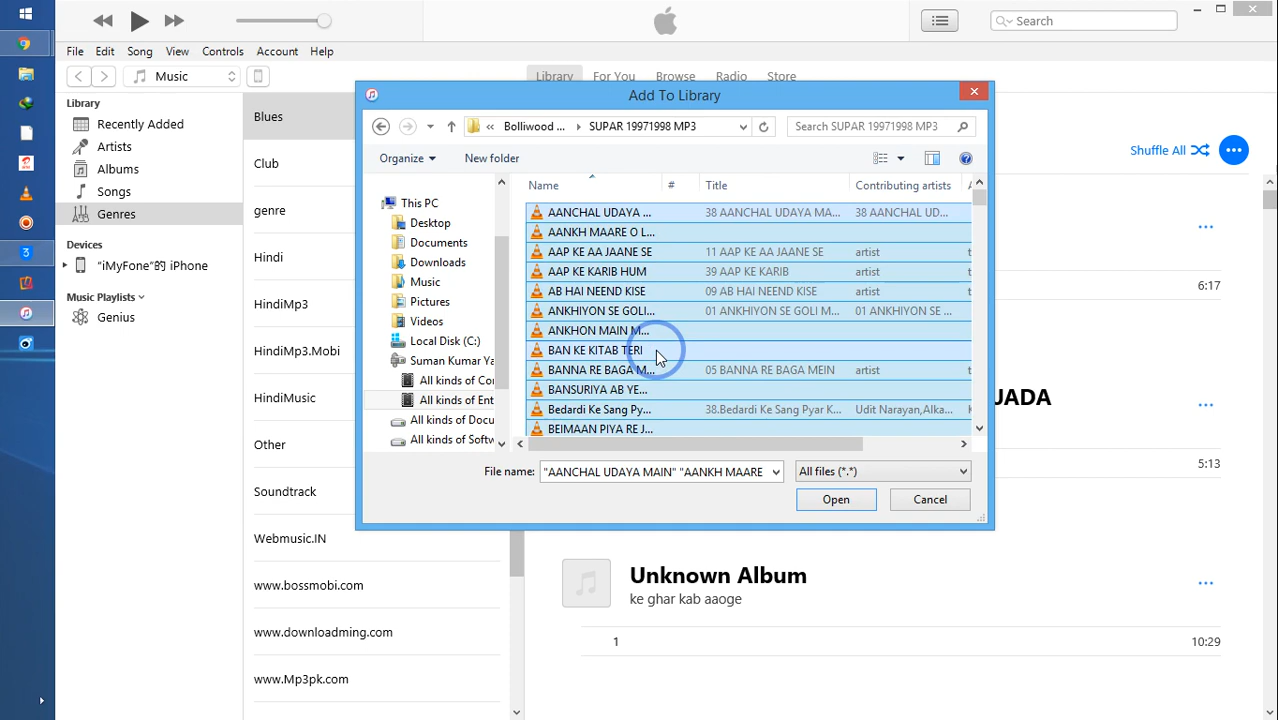 Search
File Edit Song View Controls Account Help
Music
Library For You Browse Radio Store
Library
Recently Added
Artists
Albums
Songs
Genres
Devices
“iMyFone”的 iPhone
Music Playlists
Genius
Blues
Club
genre
Hindi
HindiMp3
HindiMp3.Mobi
HindiMusic
Other
Soundtrack
Webmusic.IN
www.bossmobi.com
www.downloadming.com
www.Mp3pk.com
Add To Library
« Bolliwood ... SUPAR 19971998 MP3
Search SUPAR 19971998 MP3
Organize New folder
This PC
Desktop
Documents
Downloads
Music
Pictures
Videos
Local Disk (C:)
Suman Kumar Ya
All kinds of Co
All kinds of Ent
All kinds of Docu
All kinds of Softw
Name # Title Contributing artists
AANCHAL UDAYA ... 38 AANCHAL UDAYA MA... 38 AANCHAL UD...
AANKH MAARE O L...
AAP KE AA JAANE SE 11 AAP KE AA JAANE SE artist
AAP KE KARIB HUM 39 AAP KE KARIB artist
AB HAI NEEND KISE 09 AB HAI NEEND KISE artist
ANKHIYON SE GOLI... 01 ANKHIYON SE GOLI M... 01 ANKHIYON SE ...
ANKHON MAIN M...
BAN KE KITAB TERI
BANNA RE BAGA M... 05 BANNA RE BAGA MEIN artist
BANSURIYA AB YE...
Bedardi Ke Sang Py... 38.Bedardi Ke Sang Pyar K... Udit Narayan,Alka...
BEIMAAN PIYA RE J...
File name: "AANCHAL UDAYA MAIN" "AANKH MAARE All files (*.*)
Open Cancel
Shuffle All
6:17
JADA
5:13
Unknown Album
ke ghar kab aaoge
1 10:29